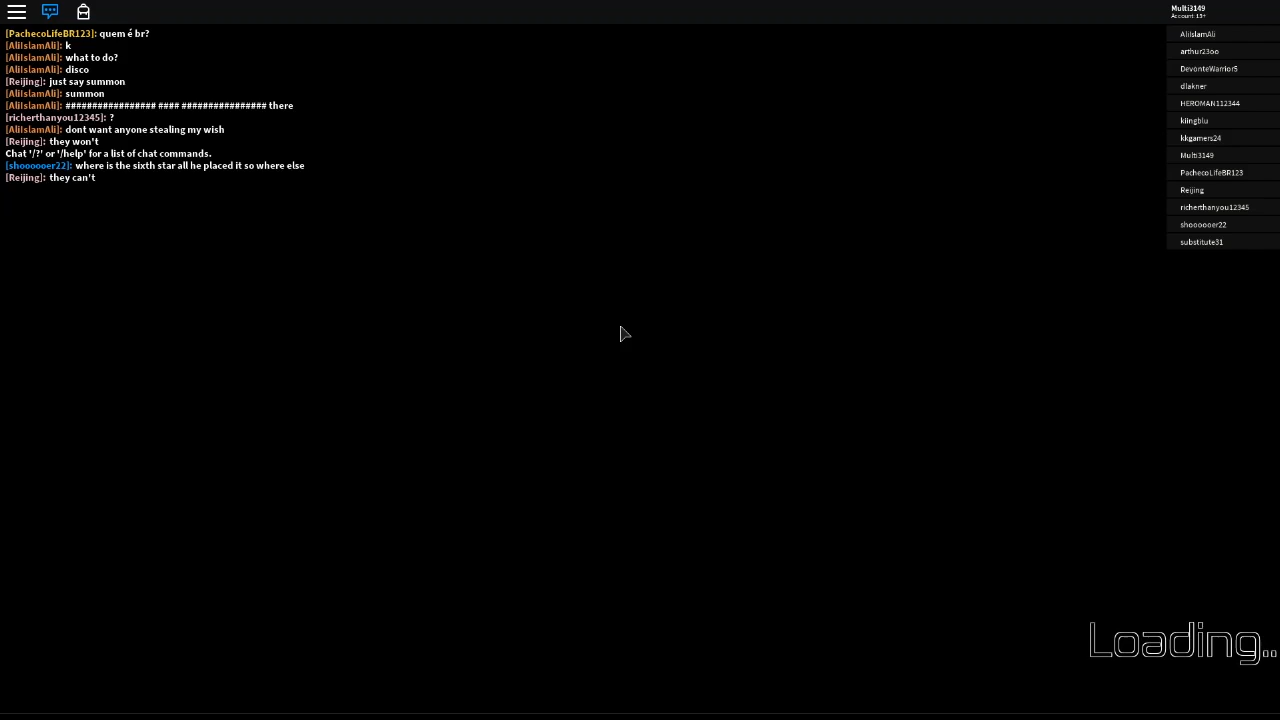 Multi3149
Account: 13+
[PachecoLifeBR123]: quem é br?
[AliIslamAli]: k
[AliIslamAli]: what to do?
[AliIslamAli]: disco
[Reijing]: just say summon
[AliIslamAli]: summon
[AliIslamAli]: ################# #### ################ there
[richerthanyou12345]: ?
[AliIslamAli]: dont want anyone stealing my wish
[Reijing]: they won't
Chat '/?' or '/help' for a list of chat commands.
[shoooooer22]: where is the sixth star all he placed it so where else
[Reijing]: they can't
AliIslamAli
arthur23oo
DevonteWarrior5
dlakner
HEROMAN112344
kiingblu
kkgamers24
Multi3149
PachecoLifeBR123
Reijing
richerthanyou12345
shoooooer22
substitute31
Loading..